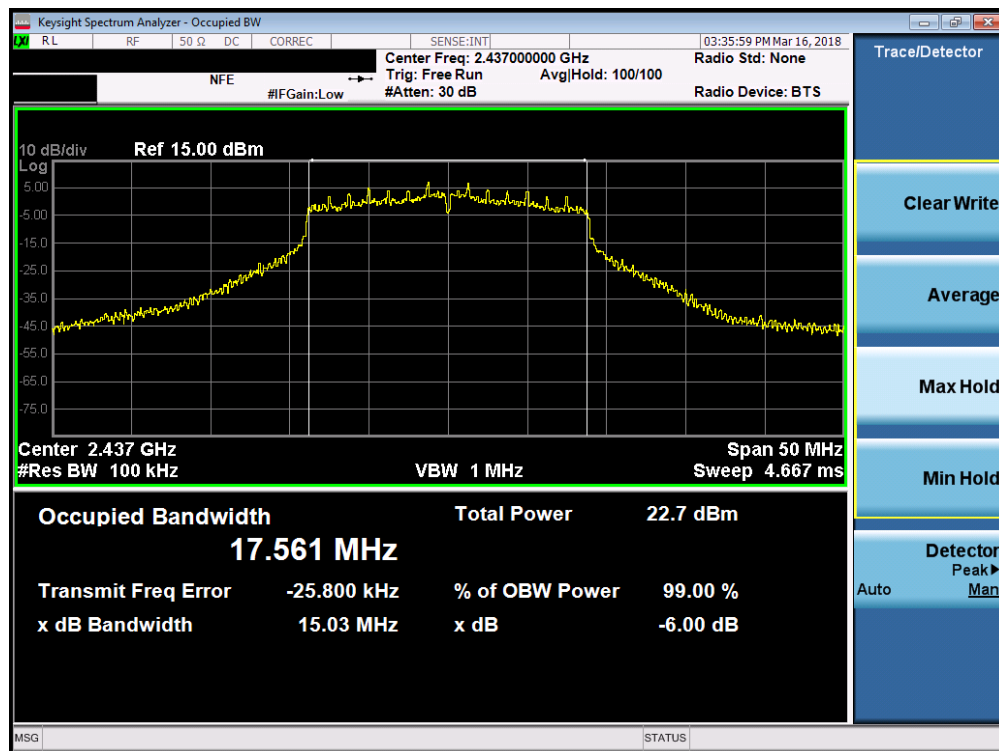 Keysight Spectrum Analyzer - Occupied BW
LXI RL RF 50 Ω DC CORREC SENSE:INT 03:35:59 PM Mar 16, 2018
NFE
#IFGain:Low
Center Freq: 2.437000000 GHz
Trig: Free Run Avg|Hold: 100/100
#Atten: 30 dB
Radio Std: None
Radio Device: BTS
Trace/Detector
10 dB/div Ref 15.00 dBm
Log
5.00
-5.00
-15.0
-25.0
-35.0
-45.0
-55.0
-65.0
-75.0
Center 2.437 GHz Span 50 MHz
#Res BW 100 kHz VBW 1 MHz Sweep 4.667 ms
Occupied Bandwidth Total Power 22.7 dBm
17.561 MHz
Transmit Freq Error -25.800 kHz % of OBW Power 99.00 %
x dB Bandwidth 15.03 MHz x dB -6.00 dB
Clear Write
Average
Max Hold
Min Hold
Detector
Peak▶
Auto Man
MSG STATUS